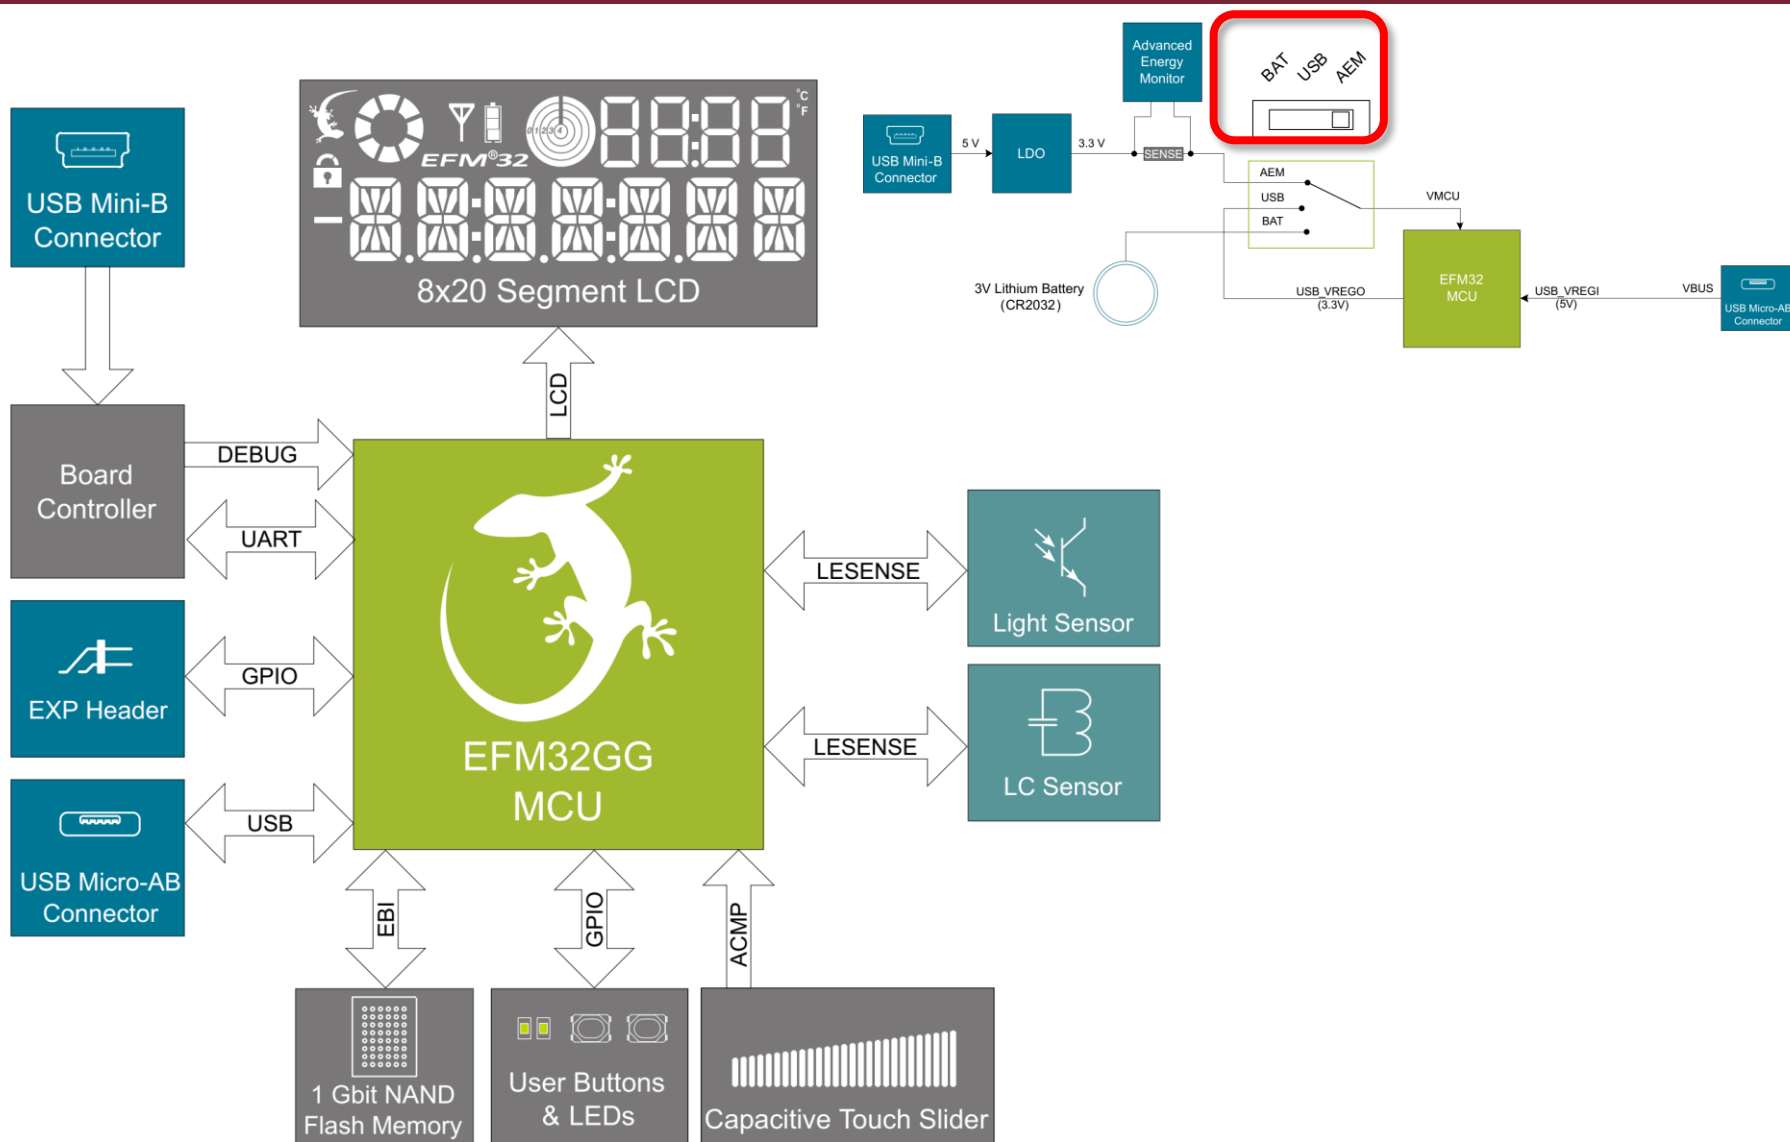 USB Mini-B
Connector
°C
°F
01234
EFM®32
8x20 Segment LCD
LCD
Board
Controller
DEBUG
UART
EXP Header
GPIO
USB Micro-AB
Connector
USB
EFM32GG
MCU
LESENSE
Light Sensor
LESENSE
LC Sensor
EBI
GPIO
ACMP
1 Gbit NAND
Flash Memory
User Buttons
& LEDs
Capacitive Touch Slider
Advanced
Energy
Monitor
BAT USB AEM
USB Mini-B
Connector
5 V
LDO
3.3 V
SENSE
AEM
USB
BAT
VMCU
3V Lithium Battery
(CR2032)
USB_VREGO
(3.3V)
EFM32
MCU
USB_VREGI
(5V)
VBUS
USB Micro-AB
Connector